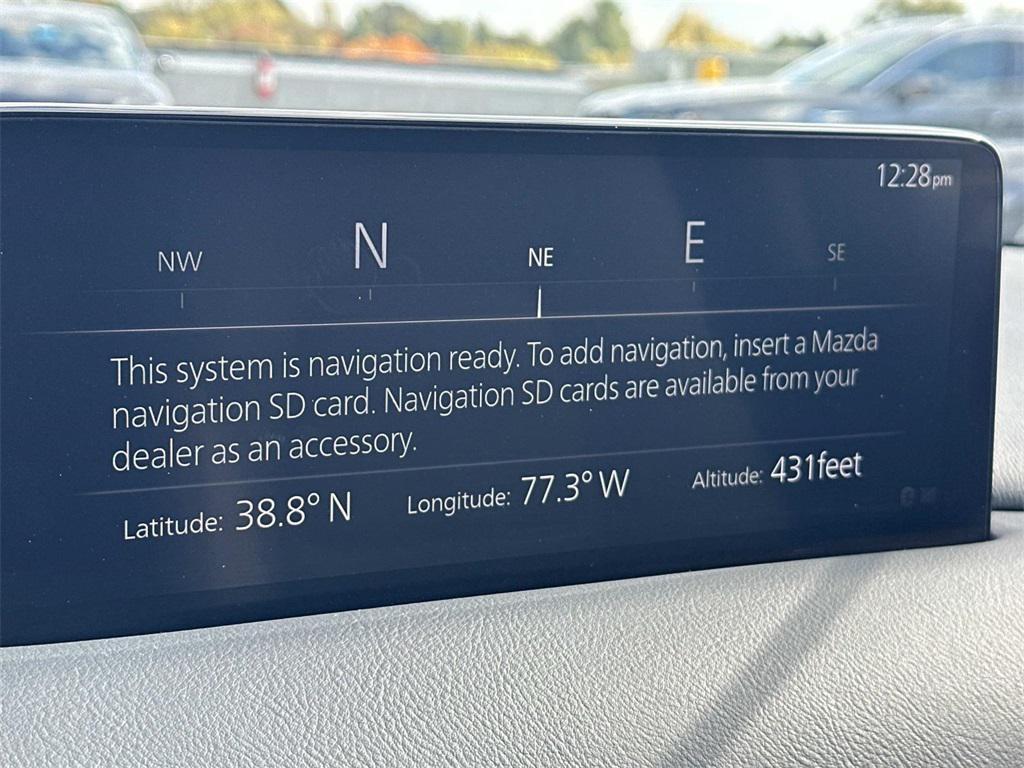 12:28pm
NW N NE E SE
This system is navigation ready. To add navigation, insert a Mazda
navigation SD card. Navigation SD cards are available from your
dealer as an accessory.
Latitude: 38.8° N Longitude: 77.3° W Altitude: 431feet